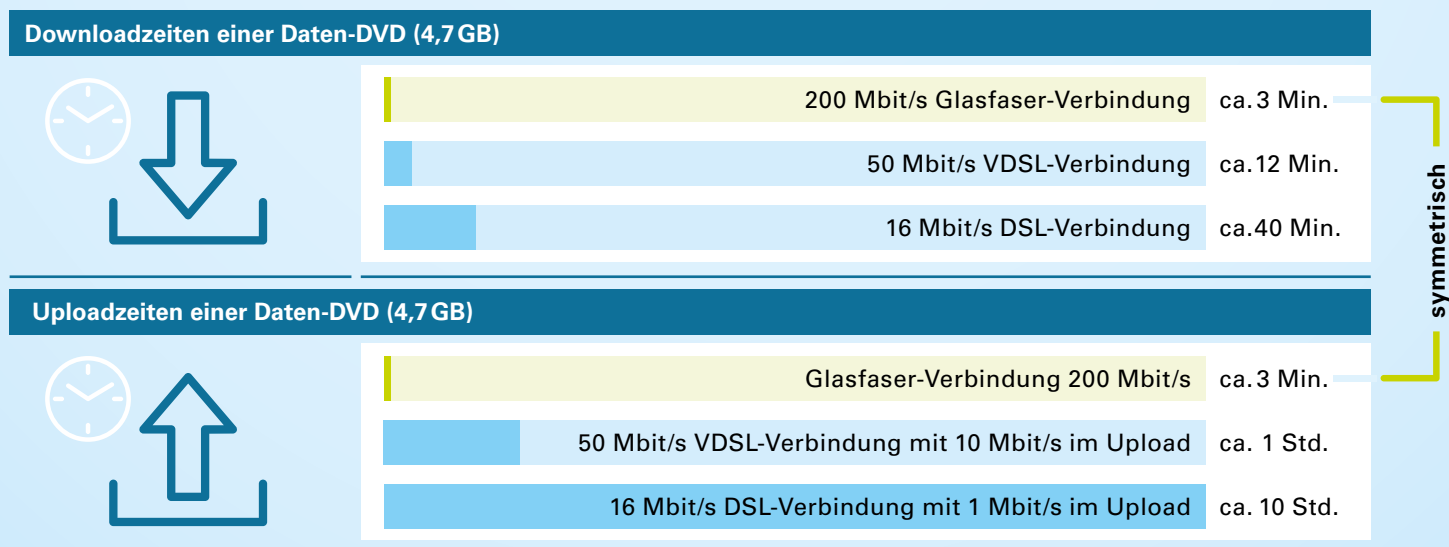 Downloadzeiten einer Daten-DVD (4,7 GB)
200 Mbit/s Glasfaser-Verbindung ca. 3 Min.
50 Mbit/s VDSL-Verbindung ca. 12 Min.
16 Mbit/s DSL-Verbindung ca. 40 Min.
symmetrisch
Uploadzeiten einer Daten-DVD (4,7 GB)
Glasfaser-Verbindung 200 Mbit/s ca. 3 Min.
50 Mbit/s VDSL-Verbindung mit 10 Mbit/s im Upload ca. 1 Std.
16 Mbit/s DSL-Verbindung mit 1 Mbit/s im Upload ca. 10 Std.